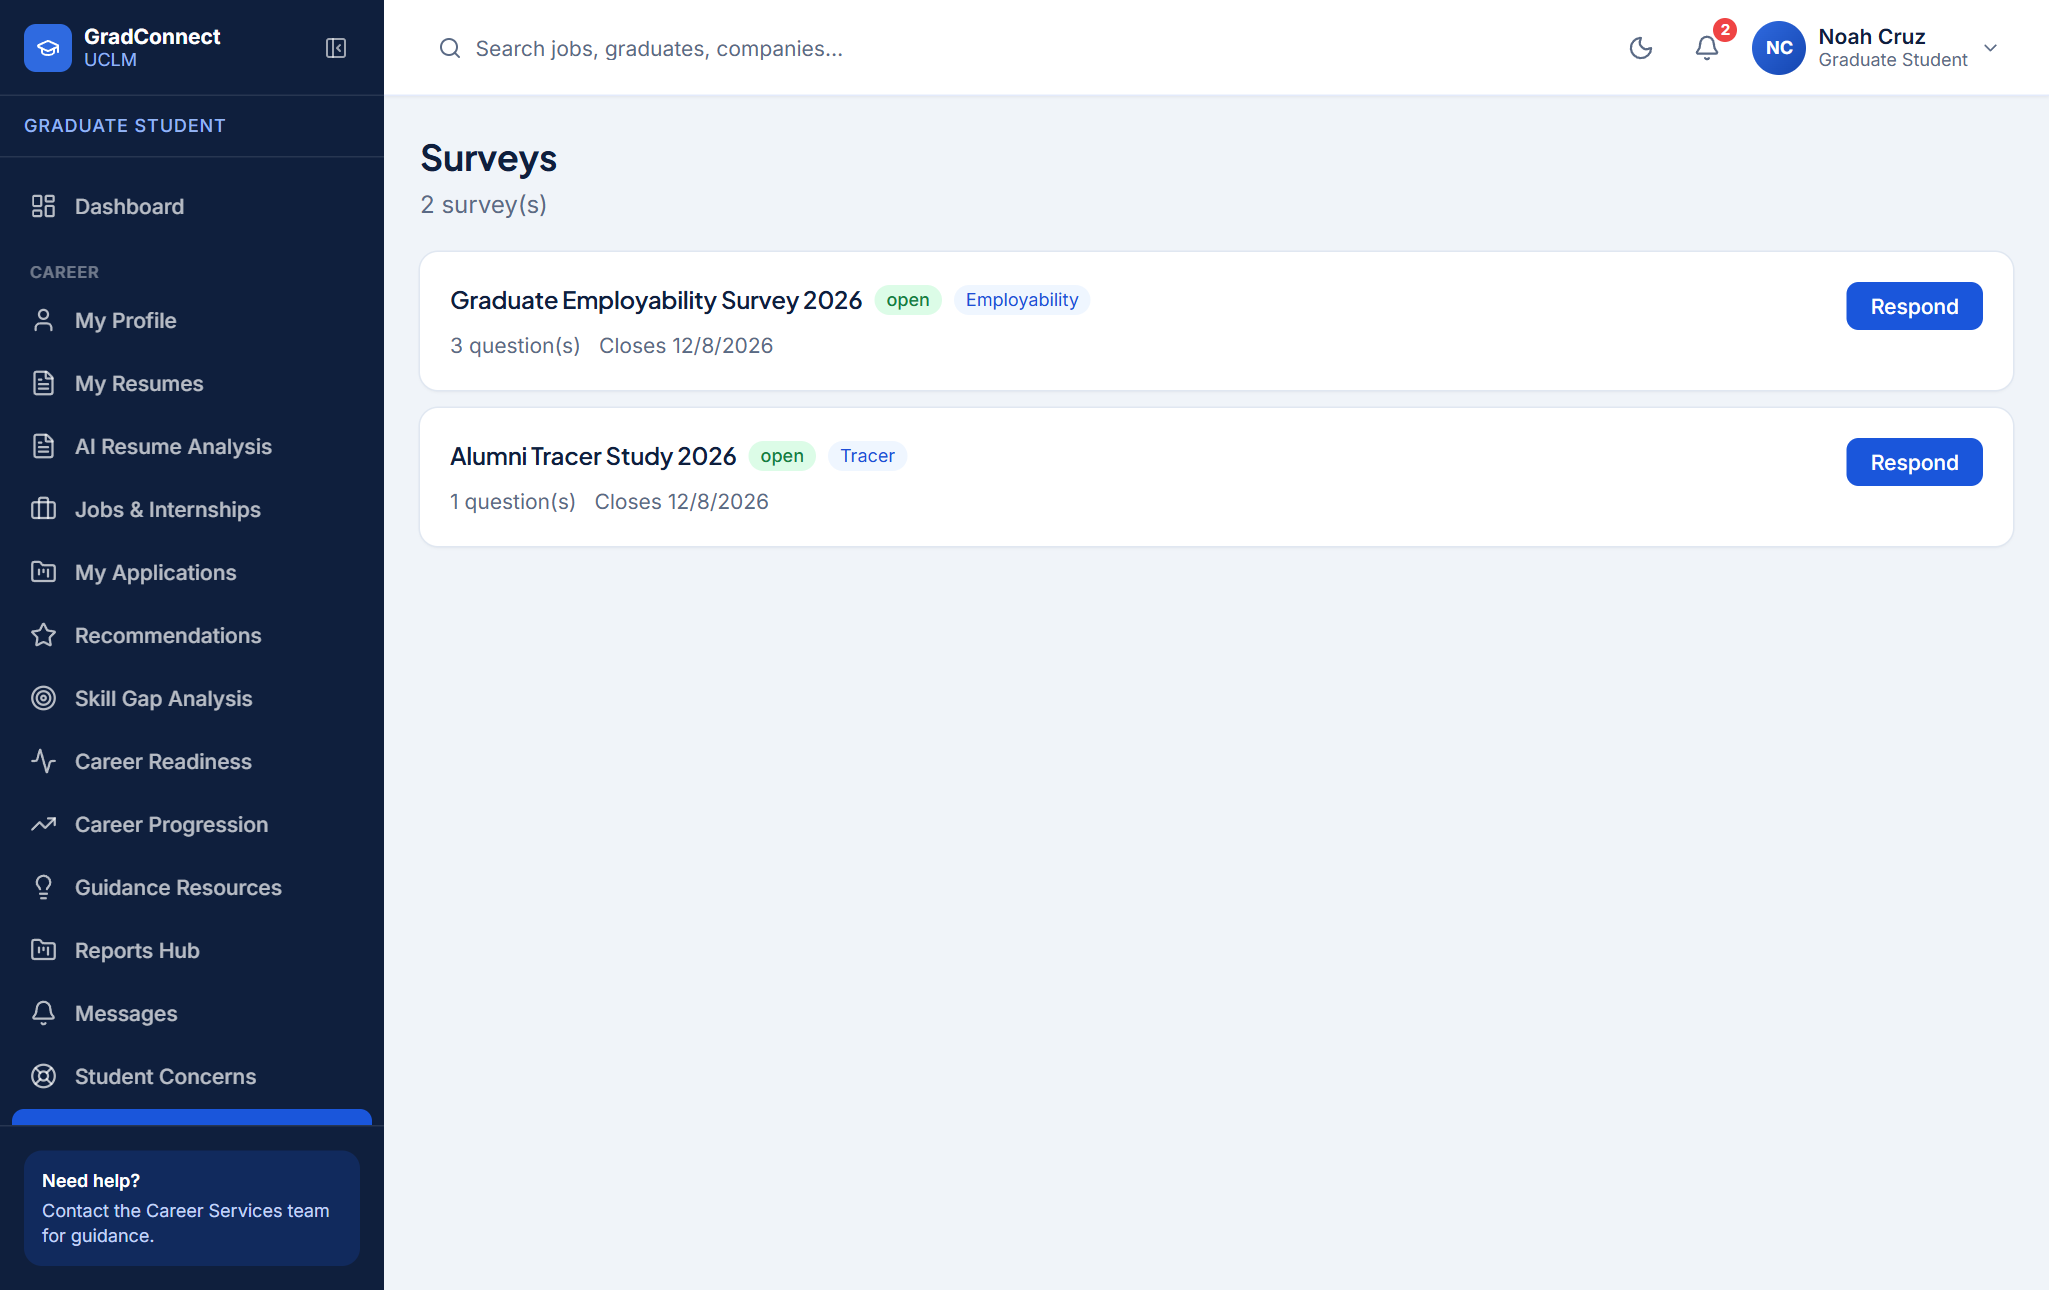 GradConnect
UCLM
GRADUATE STUDENT
Dashboard
CAREER
My Profile
My Resumes
AI Resume Analysis
Jobs & Internships
My Applications
Recommendations
Skill Gap Analysis
Career Readiness
Career Progression
Guidance Resources
Reports Hub
Messages
Student Concerns
Need help?
Contact the Career Services team
for guidance.
Search jobs, graduates, companies...
2
NC
Noah Cruz
Graduate Student
Surveys
2 survey(s)
Graduate Employability Survey 2026 open Employability
3 question(s) Closes 12/8/2026
Respond
Alumni Tracer Study 2026 open Tracer
1 question(s) Closes 12/8/2026
Respond